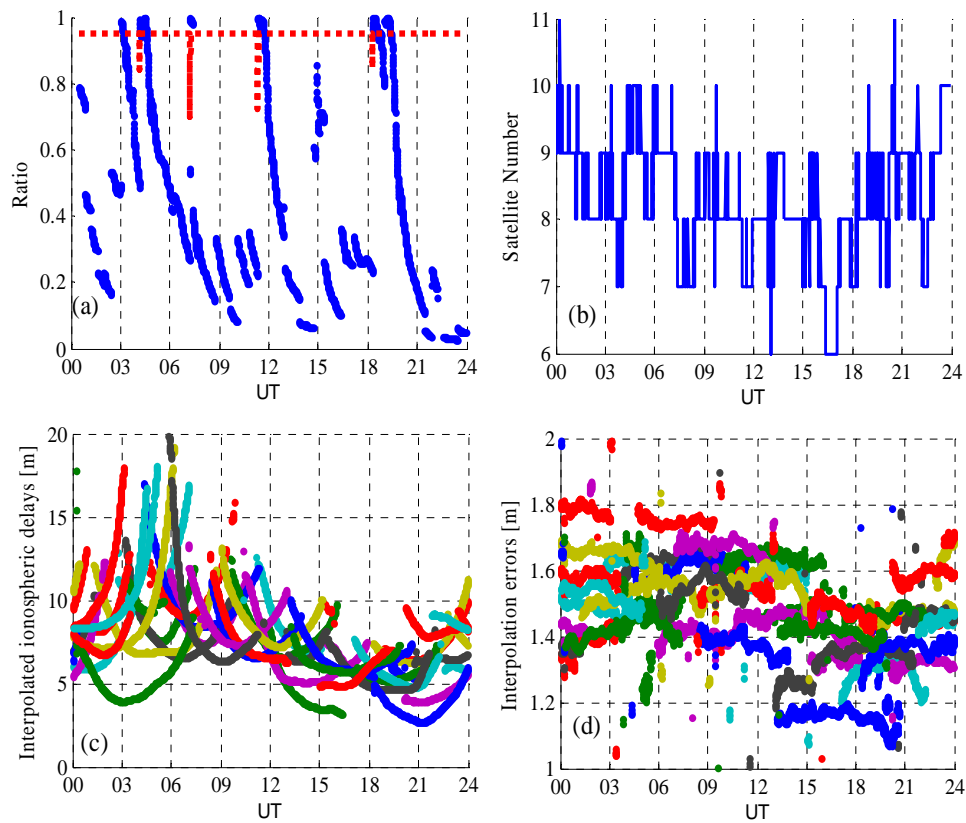 1
0.8
0.6
0.4
0.2
0
Ratio
(a)
00 03 06 09 12 15 18 21 24
UT
11
10
9
8
7
6
Satellite Number
(b)
00 03 06 09 12 15 18 21 24
UT
20
15
10
5
0
Interpolated ionospheric delays [m]
(c)
00 03 06 09 12 15 18 21 24
UT
2
1.8
1.6
1.4
1.2
1
Interpolation errors [m]
(d)
00 03 06 09 12 15 18 21 24
UT